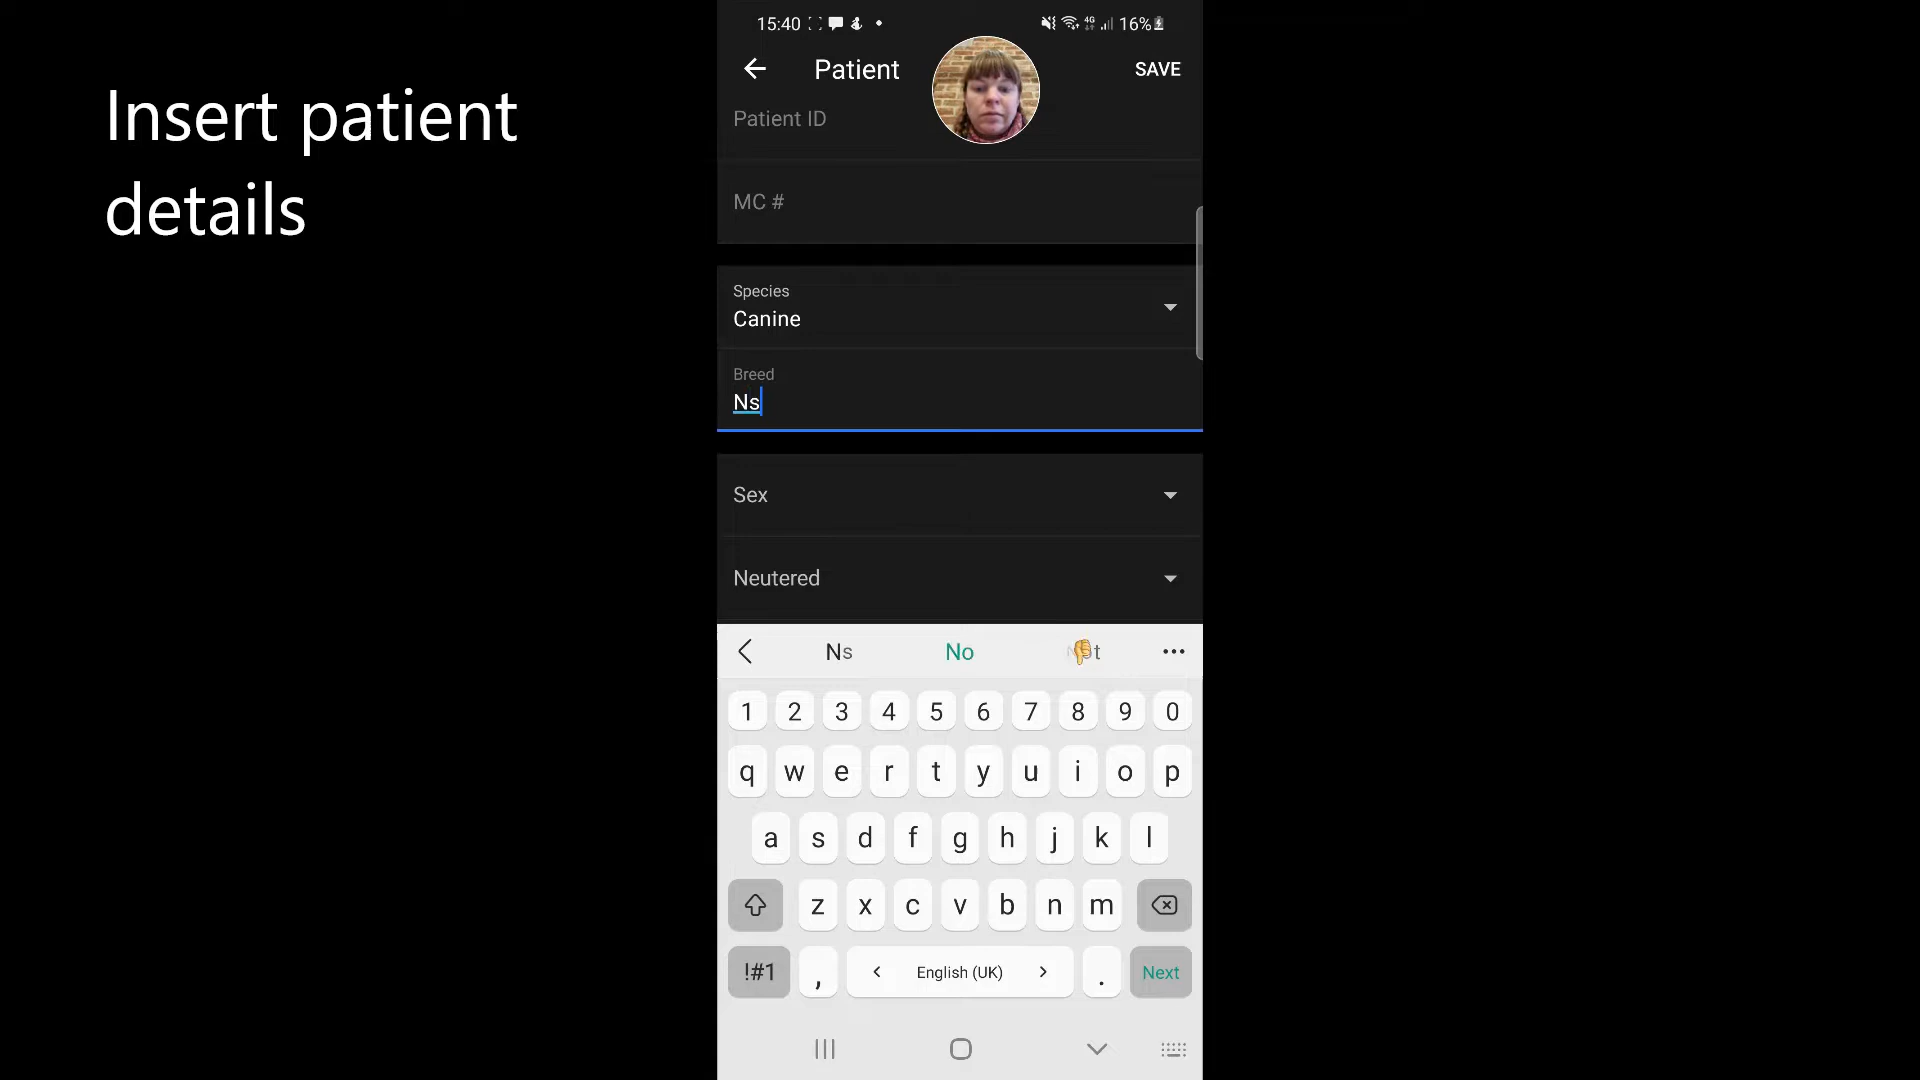 Insert patient
details
15:40
4G
16%
Patient
SAVE
Patient ID
MC #
Species
Canine
Breed
Ns
Sex
Neutered
Ns No
1 2 3 4 5 6 7 8 9 0
q w e r t y u i o p
a s d f g h j k l
z x c v b n m
!#1 , < English (UK) > . Next